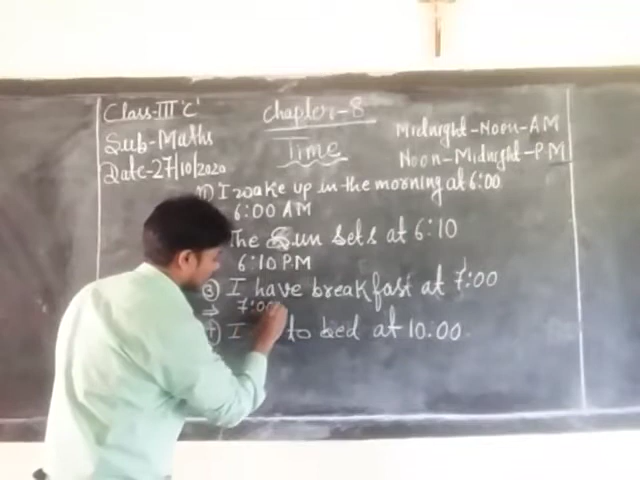 Class-III 'C'
Sub-Maths
Date-27/10/2020
Chapter-8
Time
Midnight-Noon-AM
Noon-Midnight-PM
I wake up in the morning at 6:00
6:00 AM
The Sun sets at 6:10
6:10 P.M
③ I have breakfast at 7:00
⇒ 7:00
I to bed at 10:00